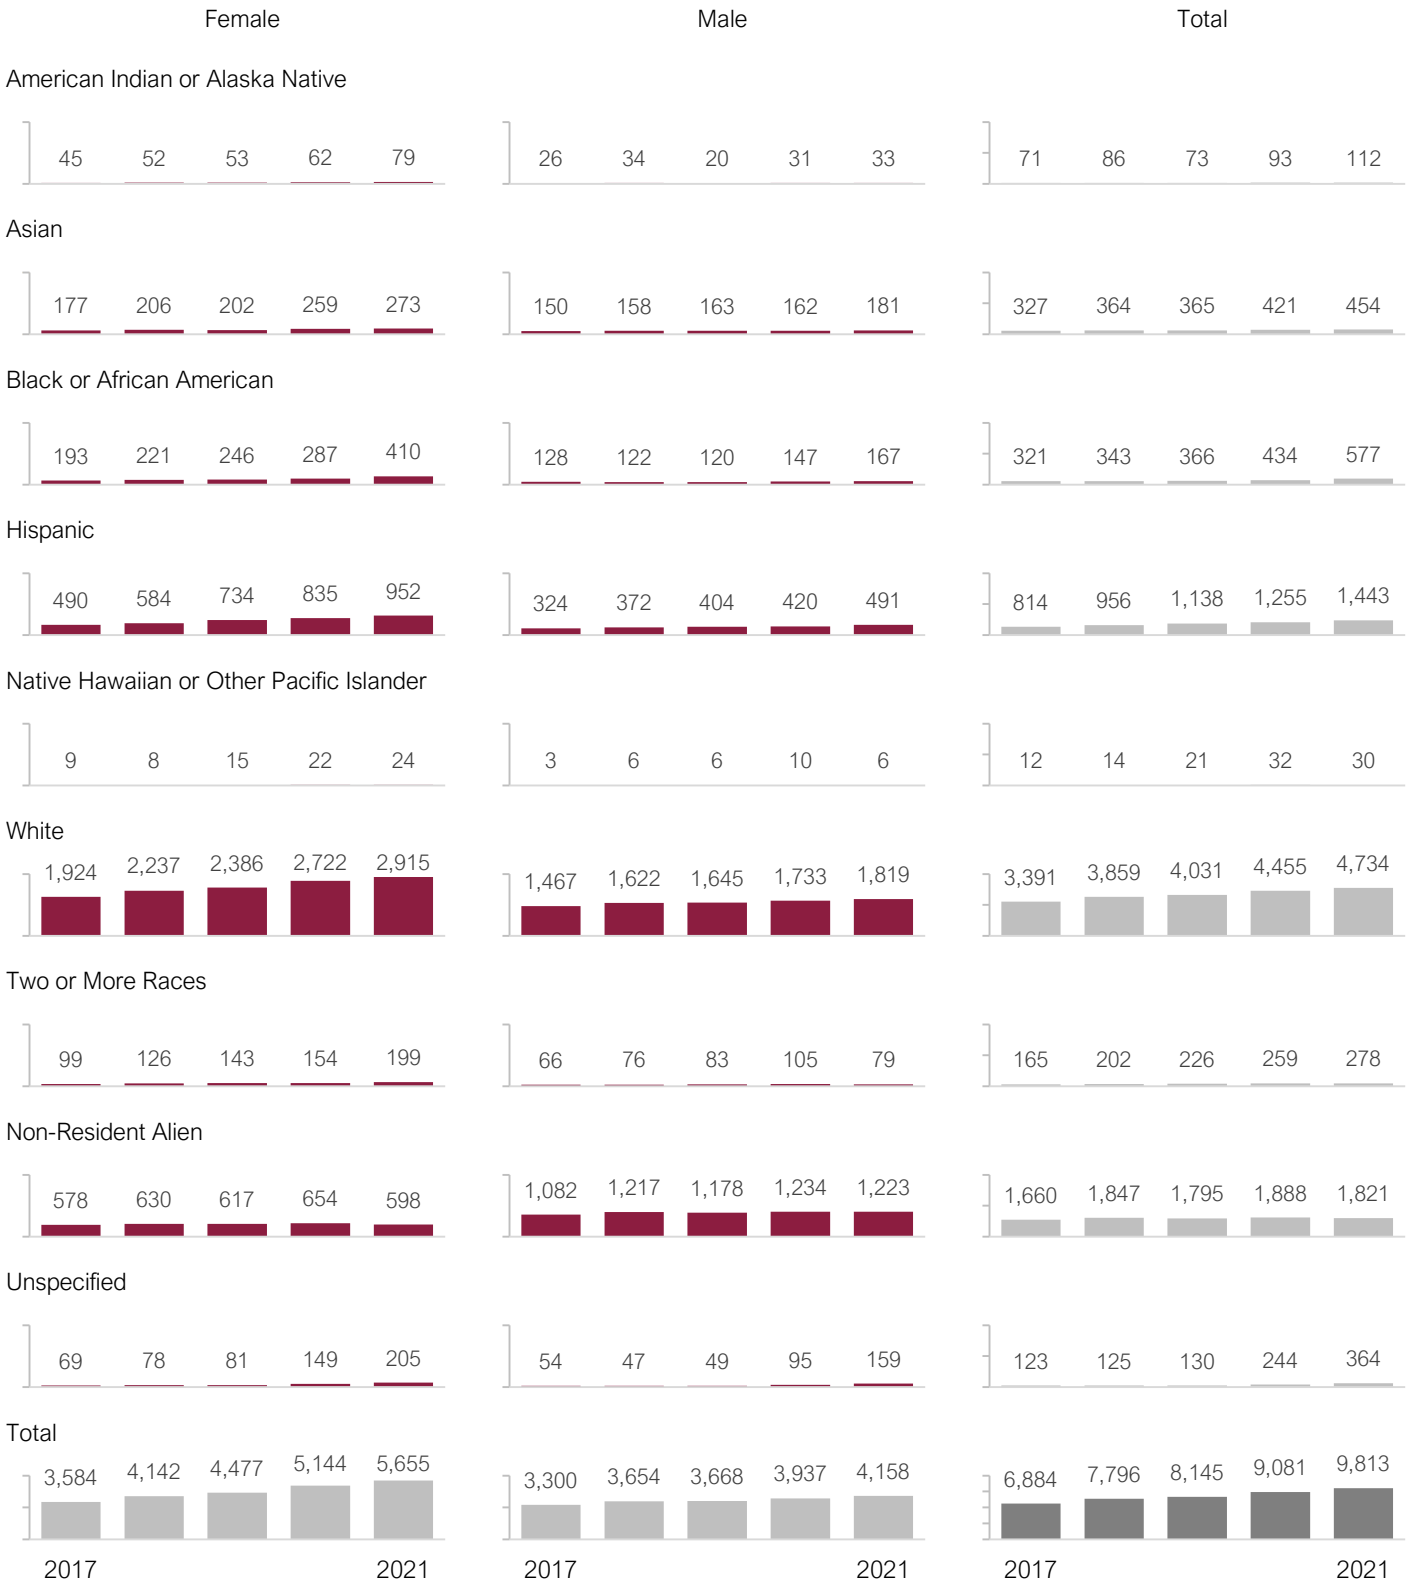 Female Male Total
American Indian or Alaska Native
45 52 53 62 79 26 34 20 31 33 71 86 73 93 112
Asian
177 206 202 259 273 150 158 163 162 181 327 364 365 421 454
Black or African American
193 221 246 287 410 128 122 120 147 167 321 343 366 434 577
Hispanic
490 584 734 835 952 324 372 404 420 491 814 956 1,138 1,255 1,443
Native Hawaiian or Other Pacific Islander
9 8 15 22 24 3 6 6 10 6 12 14 21 32 30
White
1,924 2,237 2,386 2,722 2,915 1,467 1,622 1,645 1,733 1,819 3,391 3,859 4,031 4,455 4,734
Two or More Races
99 126 143 154 199 66 76 83 105 79 165 202 226 259 278
Non-Resident Alien
578 630 617 654 598 1,082 1,217 1,178 1,234 1,223 1,660 1,847 1,795 1,888 1,821
Unspecified
69 78 81 149 205 54 47 49 95 159 123 125 130 244 364
Total
3,584 4,142 4,477 5,144 5,655 3,300 3,654 3,668 3,937 4,158 6,884 7,796 8,145 9,081 9,813
2017 2021 2017 2021 2017 2021